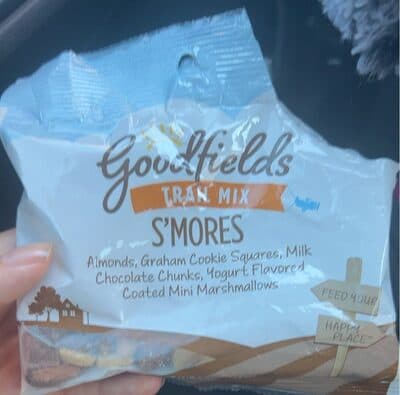 Goodfields
TRAIL MIX
S'MORES
Almonds, Graham Cookie Squares, Milk
Chocolate Chunks, Yogurt Flavored
Coated Mini Marshmallows
FEED YOUR
HAPPY
PLACE